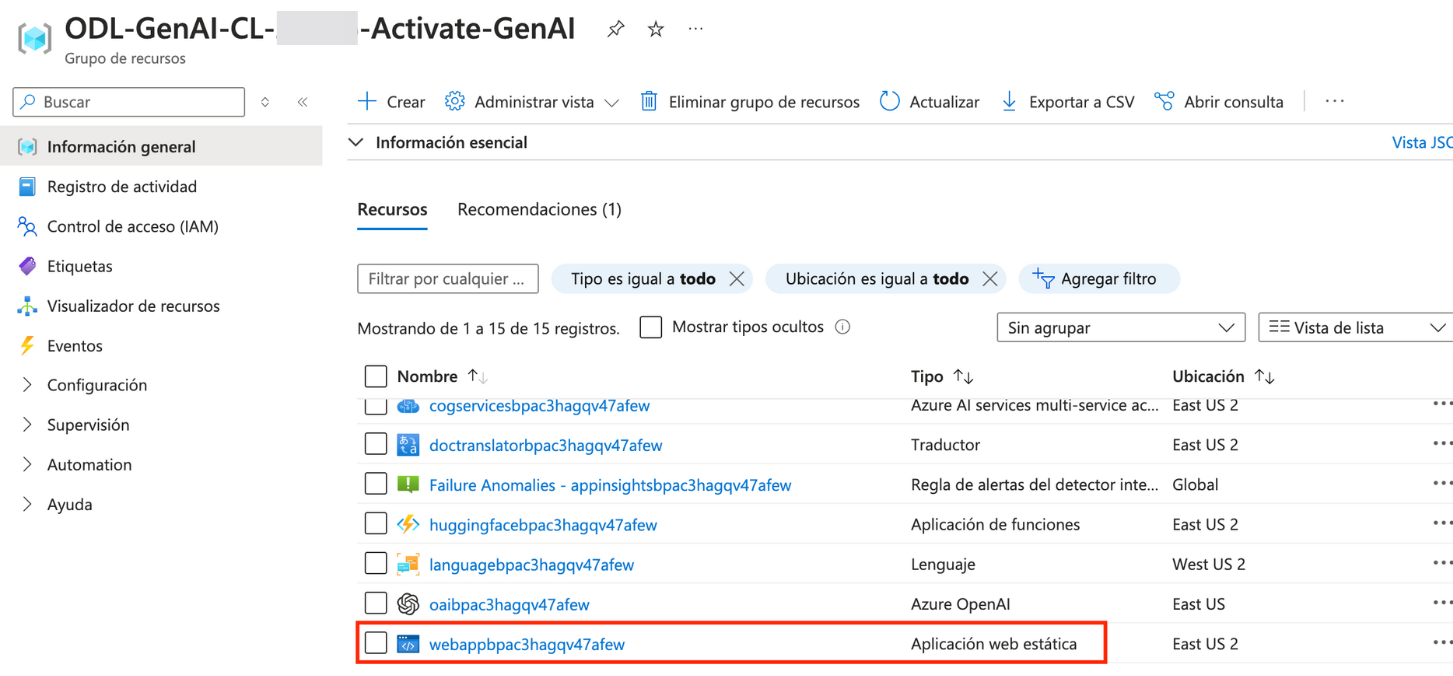 ODL-GenAI-CL- -Activate-GenAI
Grupo de recursos
Buscar
Información general
Registro de actividad
Control de acceso (IAM)
Etiquetas
Visualizador de recursos
Eventos
Configuración
Supervisión
Automation
Ayuda
Crear Administrar vista Eliminar grupo de recursos Actualizar Exportar a CSV Abrir consulta
Información esencial Vista JSC
Recursos Recomendaciones (1)
Filtrar por cualquier ... Tipo es igual a todo Ubicación es igual a todo Agregar filtro
Mostrando de 1 a 15 de 15 registros. Mostrar tipos ocultos Sin agrupar Vista de lista
Nombre Tipo Ubicación
cogservicesbpac3hagqv47afew Azure AI services multi-service ac... East US 2
doctranslatorbpac3hagqv47afew Traductor East US 2
Failure Anomalies - appinsightsbpac3hagqv47afew Regla de alertas del detector inte... Global
huggingfacebpac3hagqv47afew Aplicación de funciones East US 2
languagebpac3hagqv47afew Lenguaje West US 2
oaibpac3hagqv47afew Azure OpenAI East US
webappbpac3hagqv47afew Aplicación web estática East US 2